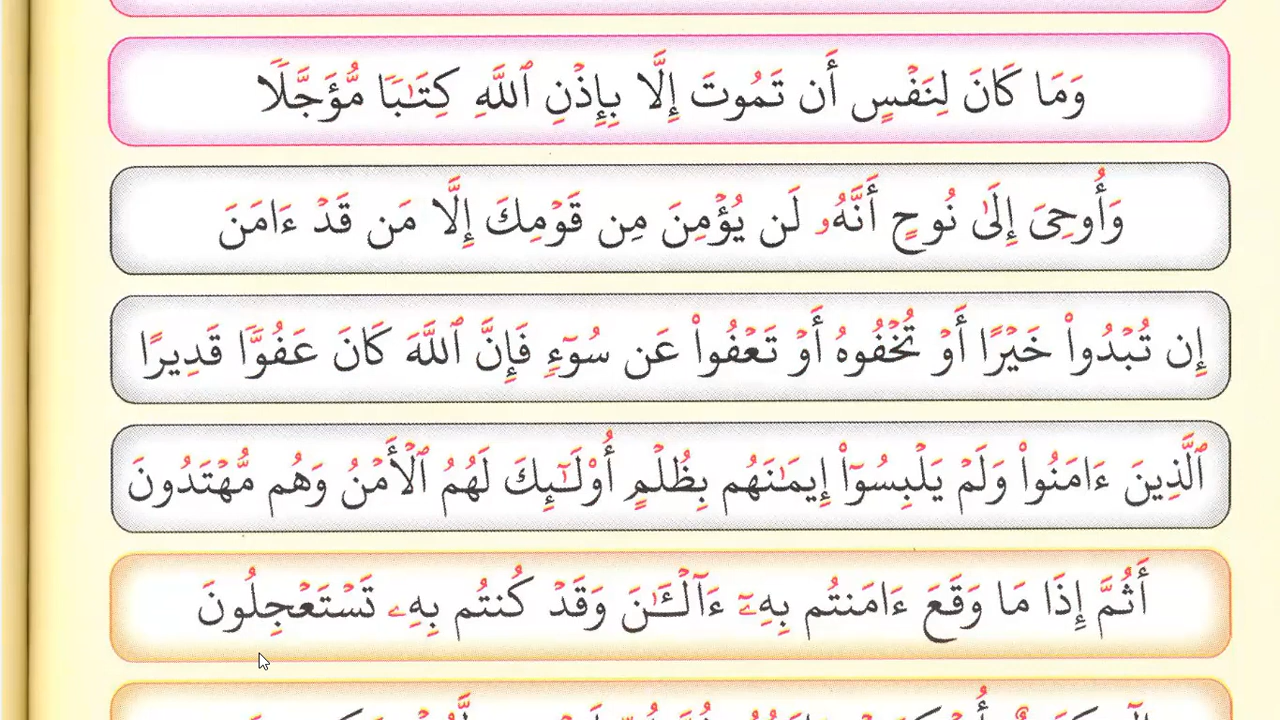 وَمَا كَانَ لِنَفْسٍ أَن تَمُوتَ إِلَّا بِإِذْنِ ٱللَّهِ كِتَـٰبًا مُّؤَجَّلًا
وَأُوحِىَ إِلَىٰ نُوحٍ أَنَّهُۥ لَن يُؤْمِنَ مِن قَوْمِكَ إِلَّا مَن قَدْ ءَامَنَ
إِن تُبْدُوا۟ خَيْرًا أَوْ تُخْفُوهُ أَوْ تَعْفُوا۟ عَن سُوٓءٍ فَإِنَّ ٱللَّهَ كَانَ عَفُوًّا قَدِيرًا
ٱلَّذِينَ ءَامَنُوا۟ وَلَمْ يَلْبِسُوٓا۟ إِيمَـٰنَهُم بِظُلْمٍ أُو۟لَـٰٓئِكَ لَهُمُ ٱلْأَمْنُ وَهُم مُّهْتَدُونَ
أَثُمَّ إِذَا مَا وَقَعَ ءَامَنتُم بِهِۦٓ ءَآلْـَٔـٰنَ وَقَدْ كُنتُم بِهِۦ تَسْتَعْجِلُونَ